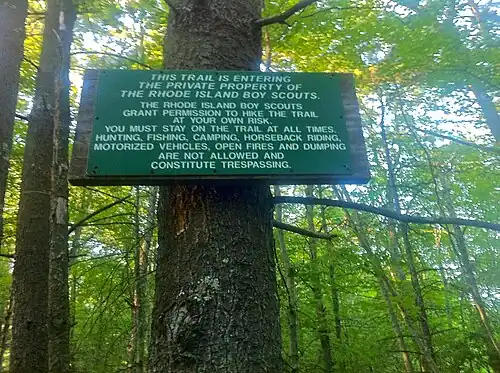 THIS TRAIL IS ENTERING
THE PRIVATE PROPERTY OF
THE RHODE ISLAND BOY SCOUTS.
THE RHODE ISLAND BOY SCOUTS
GRANT PERMISSION TO HIKE THE TRAIL
AT YOUR OWN RISK.
YOU MUST STAY ON THE TRAIL AT ALL TIMES.
HUNTING, FISHING, CAMPING, HORSEBACK RIDING,
MOTORIZED VEHICLES, OPEN FIRES AND DUMPING
ARE NOT ALLOWED AND
CONSTITUTE TRESPASSING.